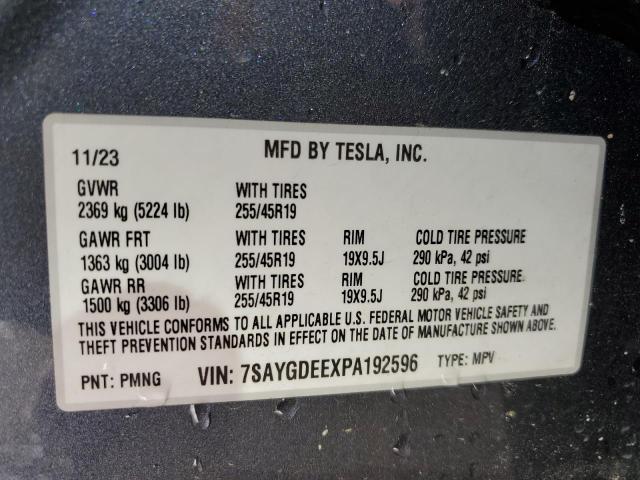 11/23 MFD BY TESLA, INC.
GVWR WITH TIRES
2369 kg (5224 lb) 255/45R19
GAWR FRT WITH TIRES RIM COLD TIRE PRESSURE
1363 kg (3004 lb) 255/45R19 19X9.5J 290 kPa, 42 psi
GAWR RR WITH TIRES RIM COLD TIRE PRESSURE
1500 kg (3306 lb) 255/45R19 19X9.5J 290 kPa, 42 psi
THIS VEHICLE CONFORMS TO ALL APPLICABLE U.S. FEDERAL MOTOR VEHICLE SAFETY AND
THEFT PREVENTION STANDARDS IN EFFECT ON THE DATE OF MANUFACTURE SHOWN ABOVE.
PNT: PMNG VIN: 7SAYGDEEXPA192596 TYPE: MPV